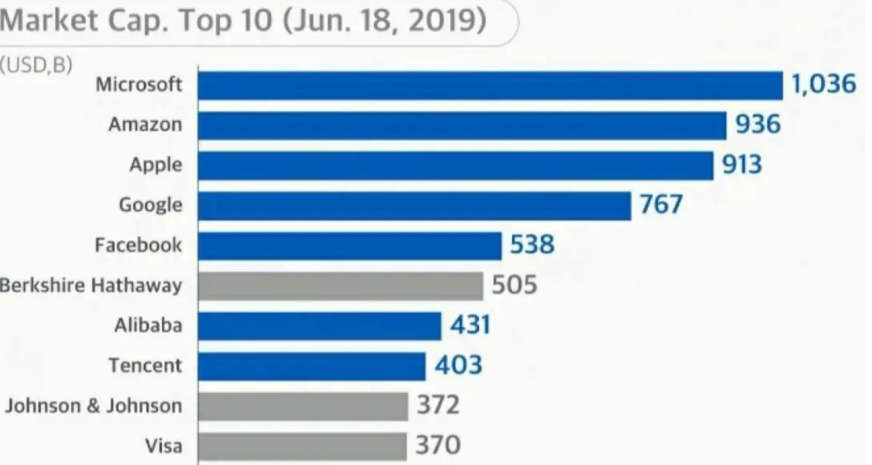 Market Cap. Top 10 (Jun. 18, 2019)
(USD,B)
Microsoft 1,036
Amazon 936
Apple 913
Google 767
Facebook 538
Berkshire Hathaway 505
Alibaba 431
Tencent 403
Johnson & Johnson 372
Visa 370